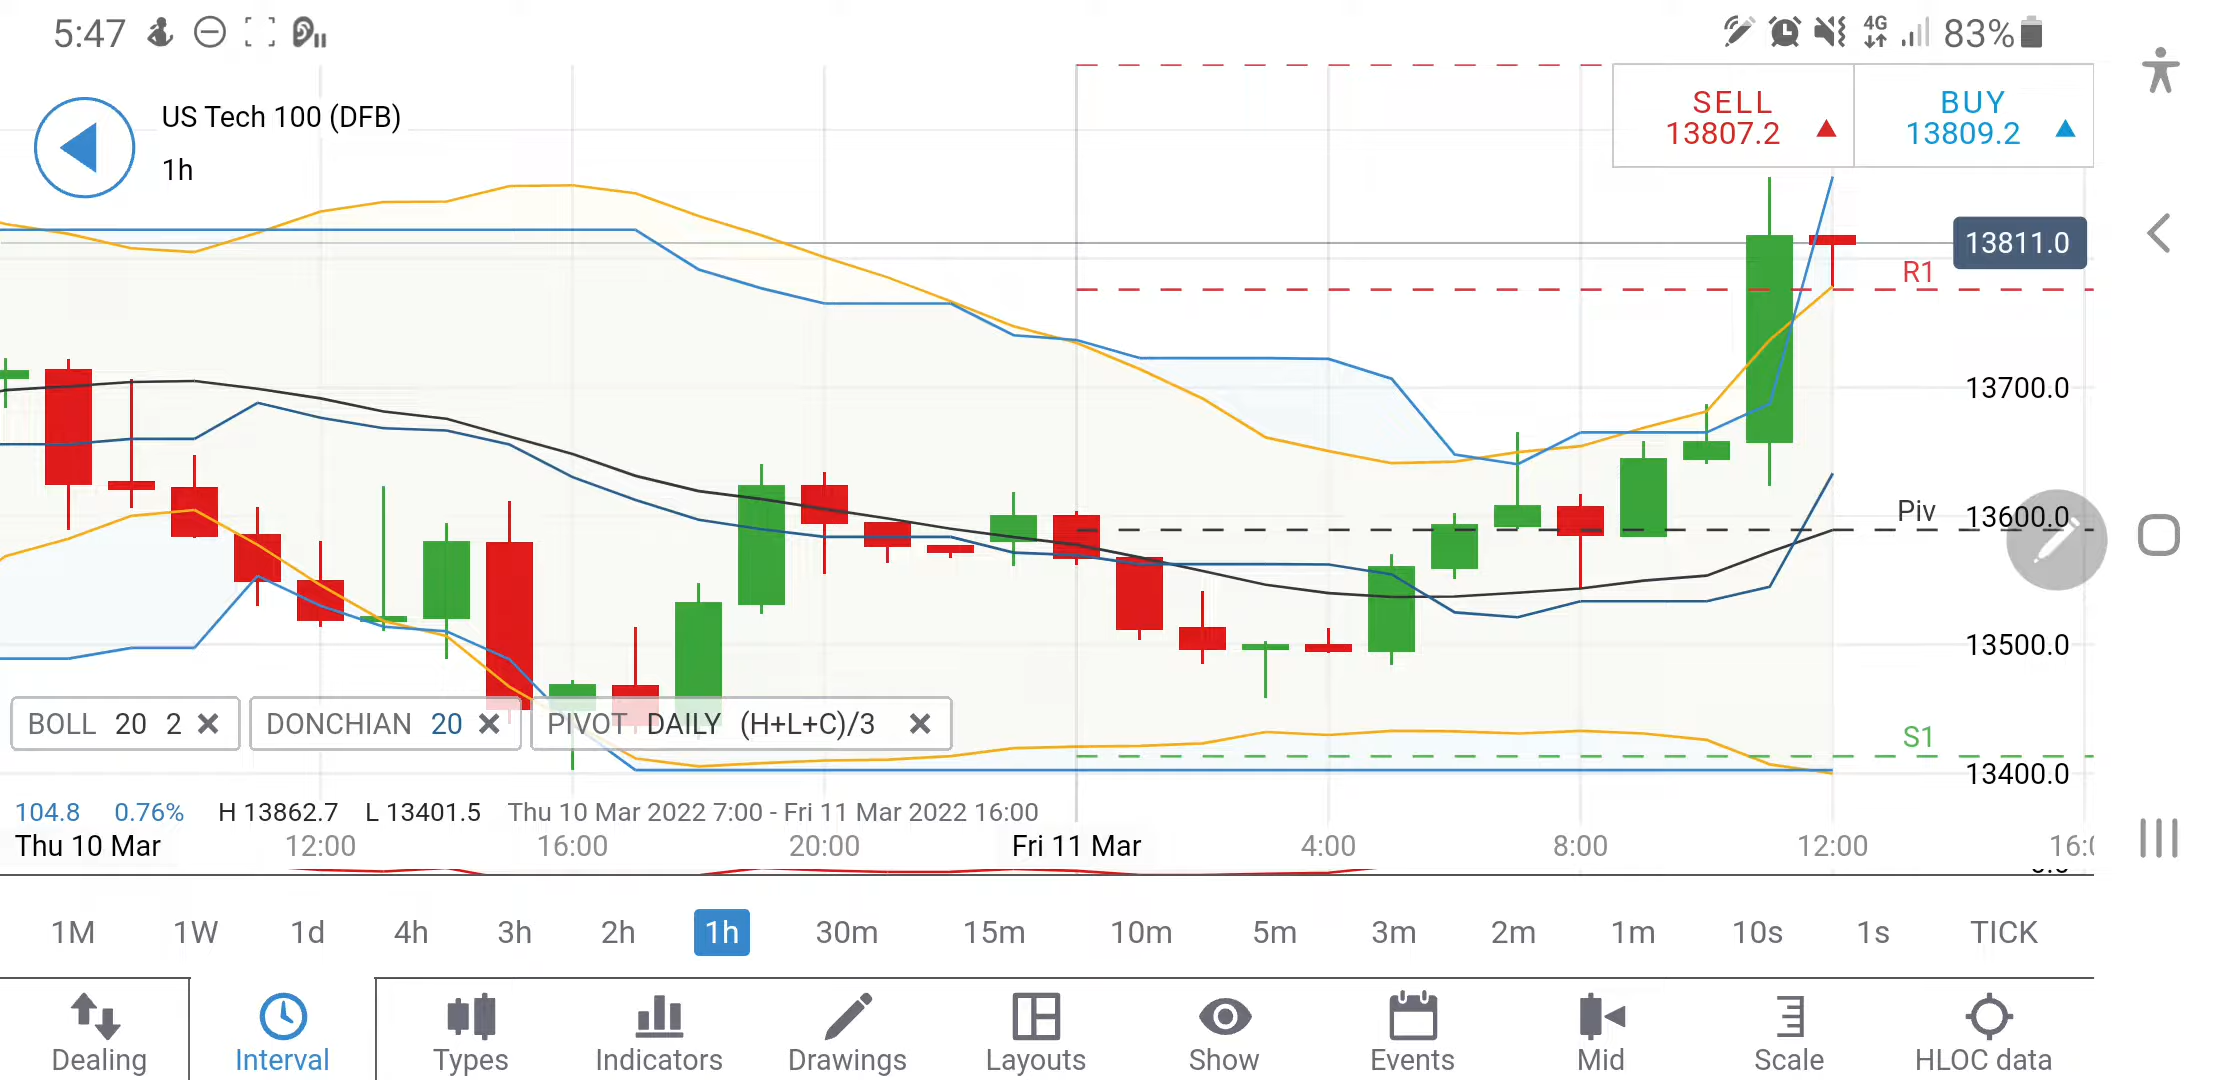 5:47
4G
83%
US Tech 100 (DFB)
1h
SELL
13807.2
BUY
13809.2
13811.0
R1
13700.0
Piv
13600.0
13500.0
S1
13400.0
BOLL 20 2
DONCHIAN 20
PIVOT DAILY (H+L+C)/3
104.8 0.76% H 13862.7 L 13401.5 Thu 10 Mar 2022 7:00 - Fri 11 Mar 2022 16:00
Thu 10 Mar 12:00 16:00 20:00 Fri 11 Mar 4:00 8:00 12:00 16:0
1M 1W 1d 4h 3h 2h 1h 30m 15m 10m 5m 3m 2m 1m 10s 1s TICK
Dealing Interval Types Indicators Drawings Layouts Show Events Mid Scale HLOC data